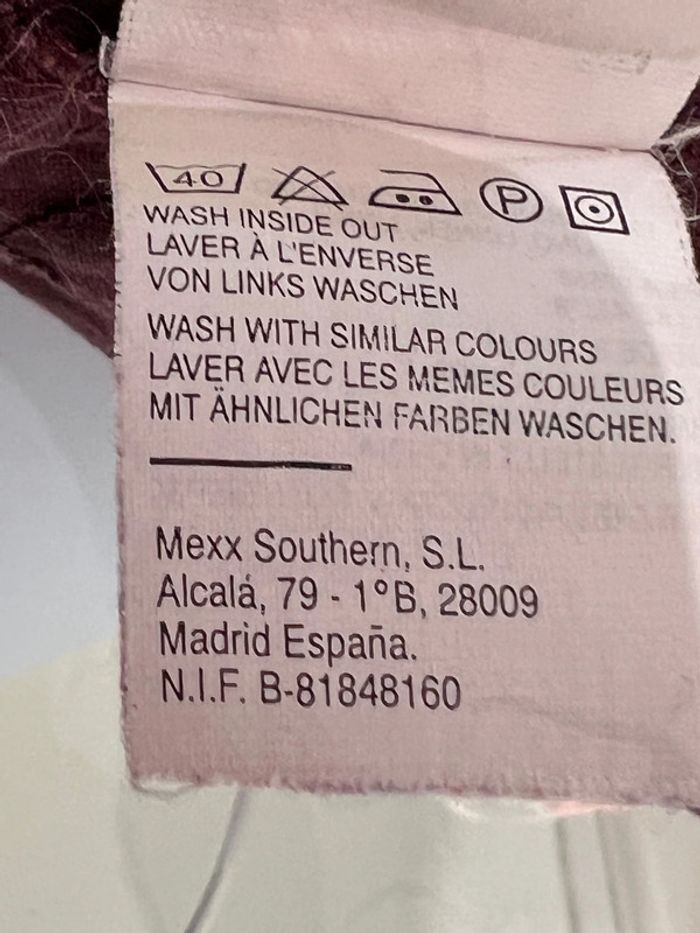 40 P
WASH INSIDE OUT
LAVER À L'ENVERSE
VON LINKS WASCHEN
WASH WITH SIMILAR COLOURS
LAVER AVEC LES MEMES COULEURS
MIT ÄHNLICHEN FARBEN WASCHEN.
Mexx Southern, S.L.
Alcalá, 79 - 1°B, 28009
Madrid España.
N.I.F. B-81848160